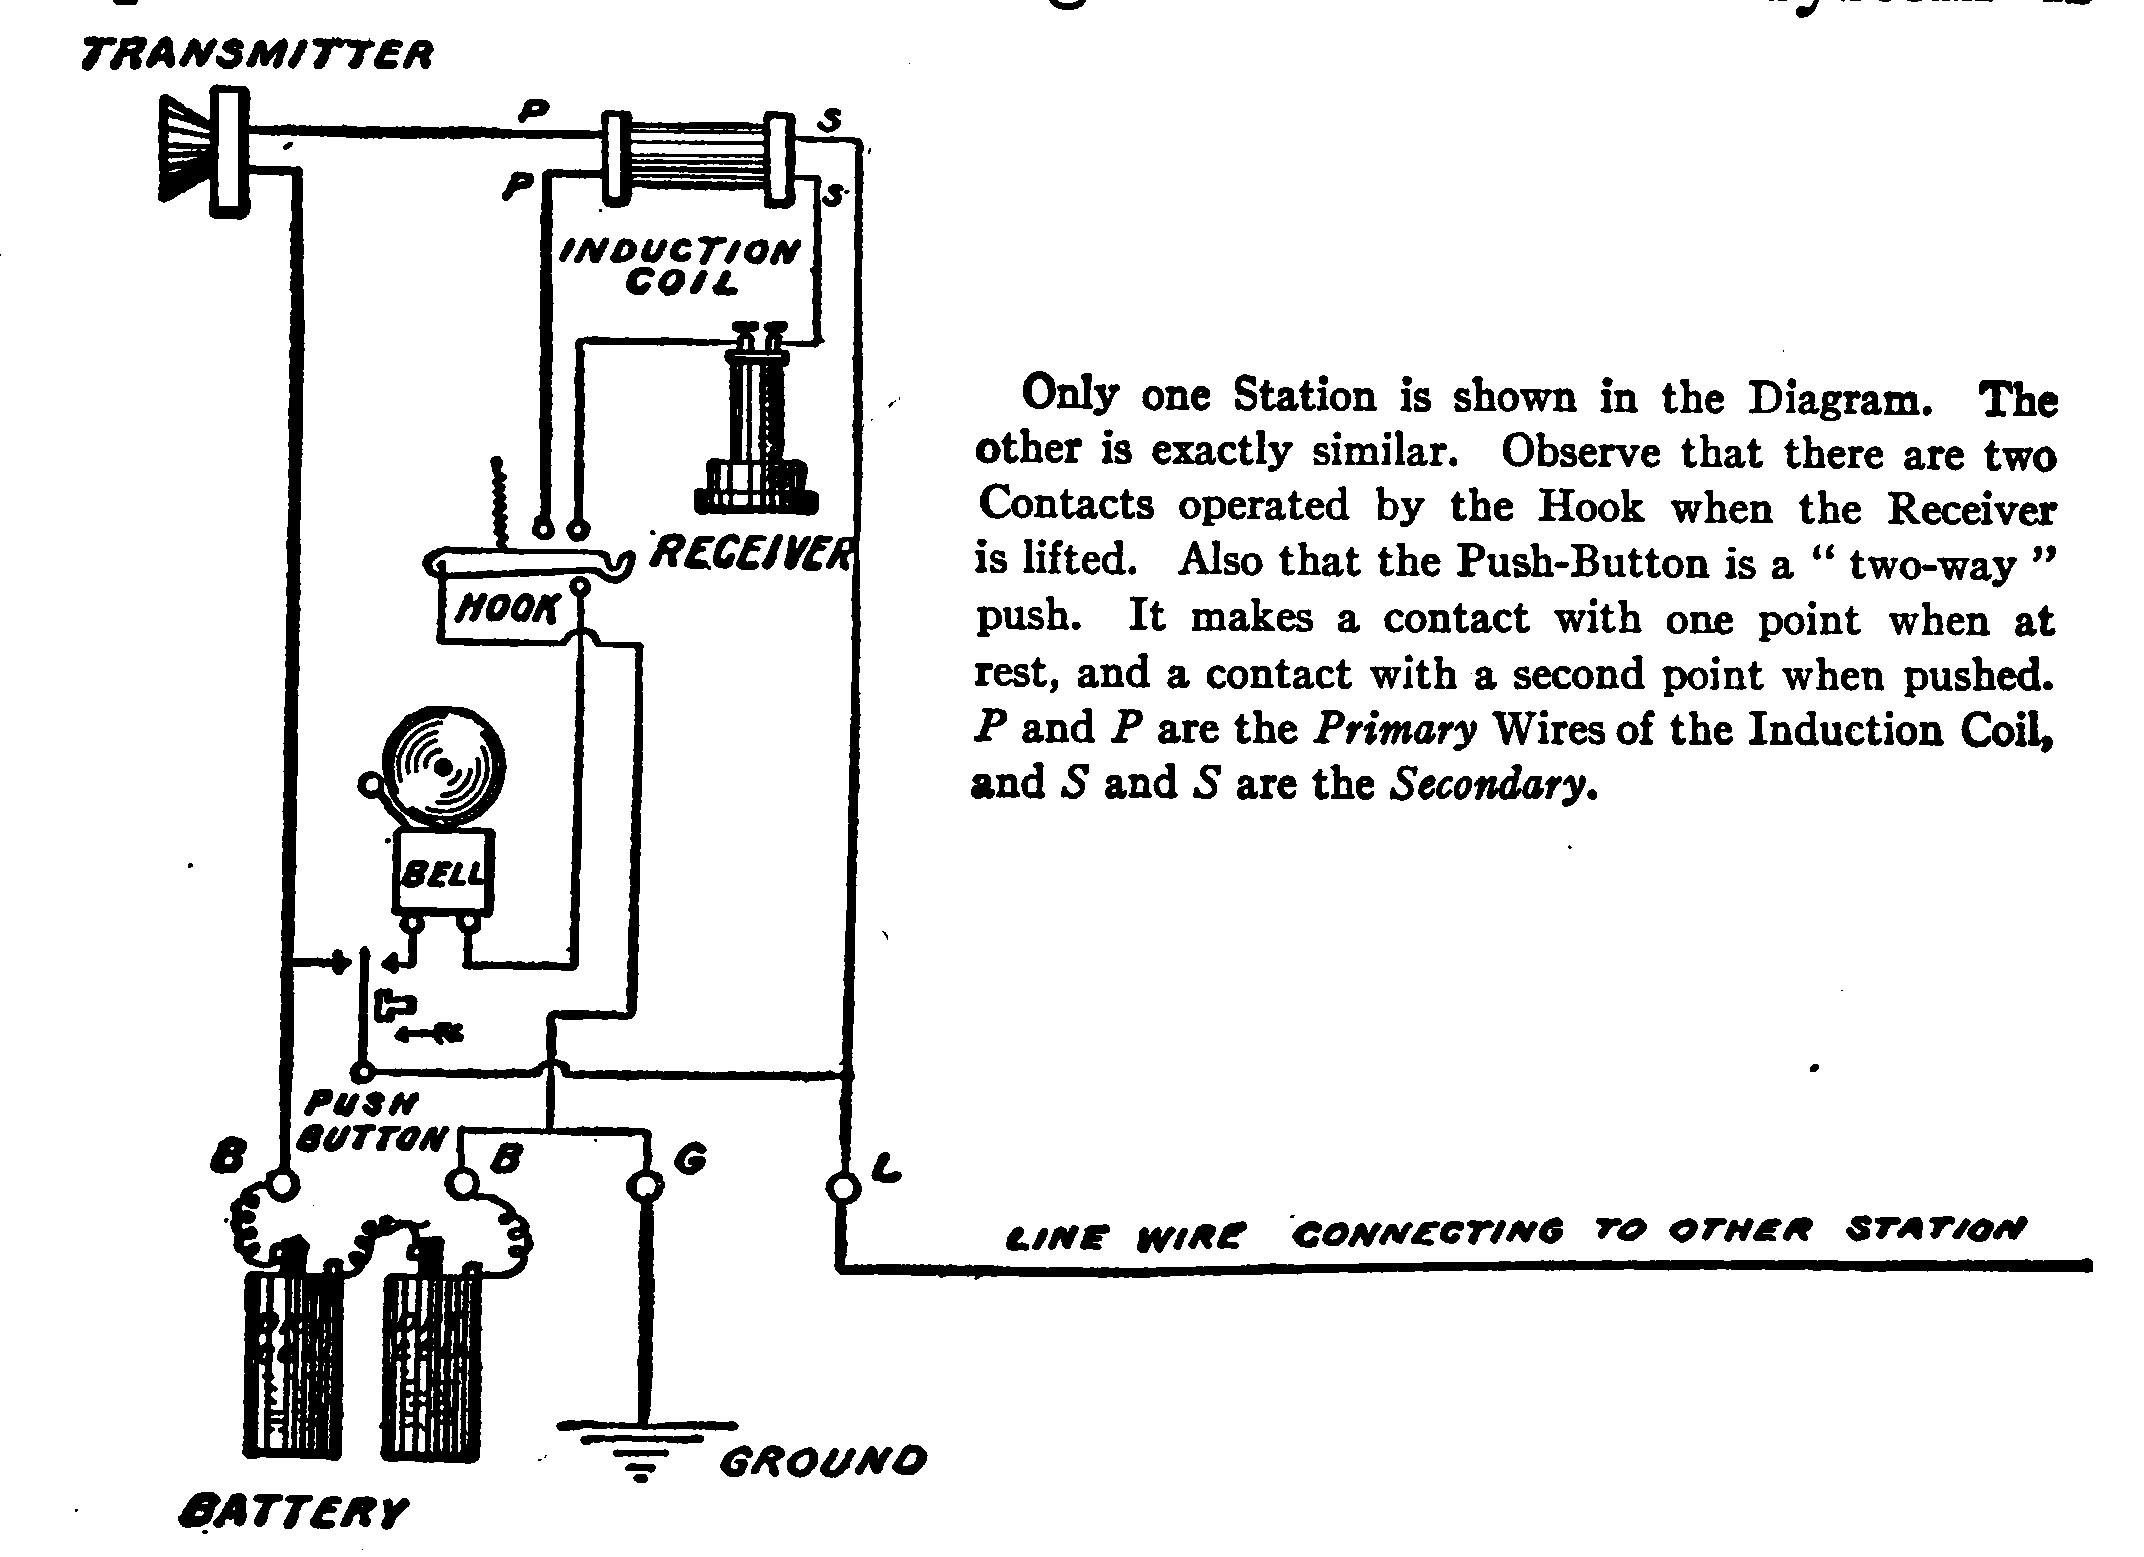 TRANSMITTER
P
S
P
S
INDUCTION
COIL
RECEIVER
HOOK
BELL
PUSH
BUTTON
B
B
G
L
LINE WIRE CONNECTING TO OTHER STATION
GROUND
BATTERY
Only one Station is shown in the Diagram. The
other is exactly similar. Observe that there are two
Contacts operated by the Hook when the Receiver
is lifted. Also that the Push-Button is a “ two-way ”
push. It makes a contact with one point when at
rest, and a contact with a second point when pushed.
P and P are the Primary Wires of the Induction Coil,
and S and S are the Secondary.